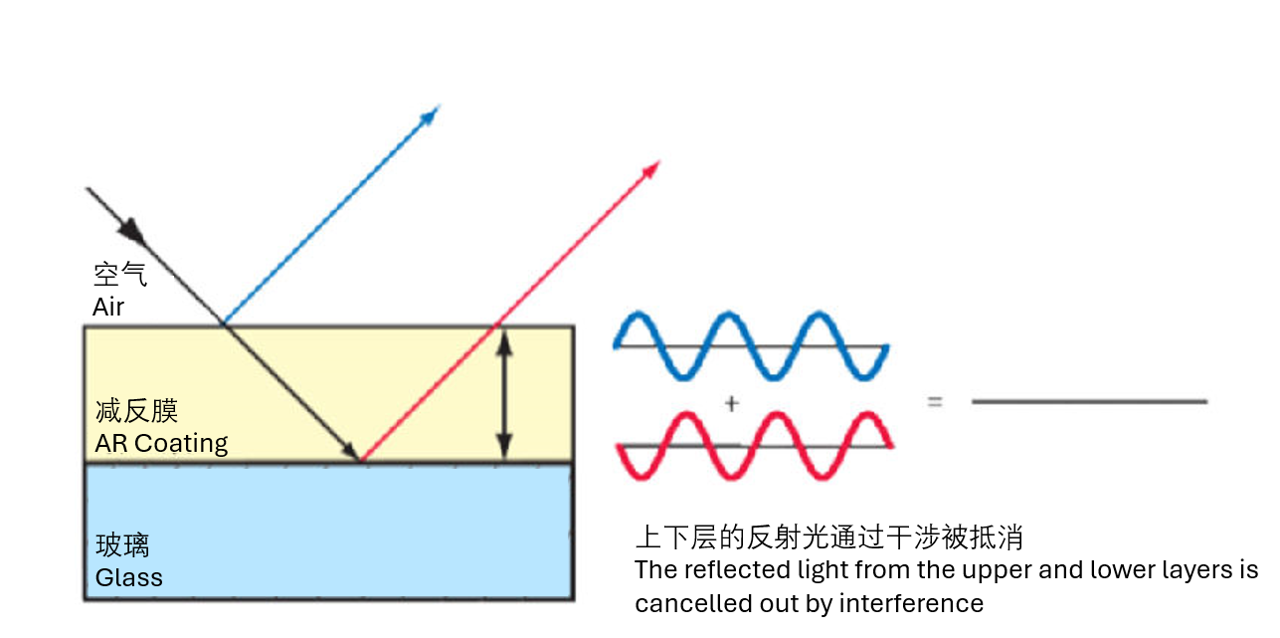 空气
Air
减反膜
AR Coating
玻璃
Glass
+
=
上下层的反射光通过干涉被抵消
The reflected light from the upper and lower layers is
cancelled out by interference